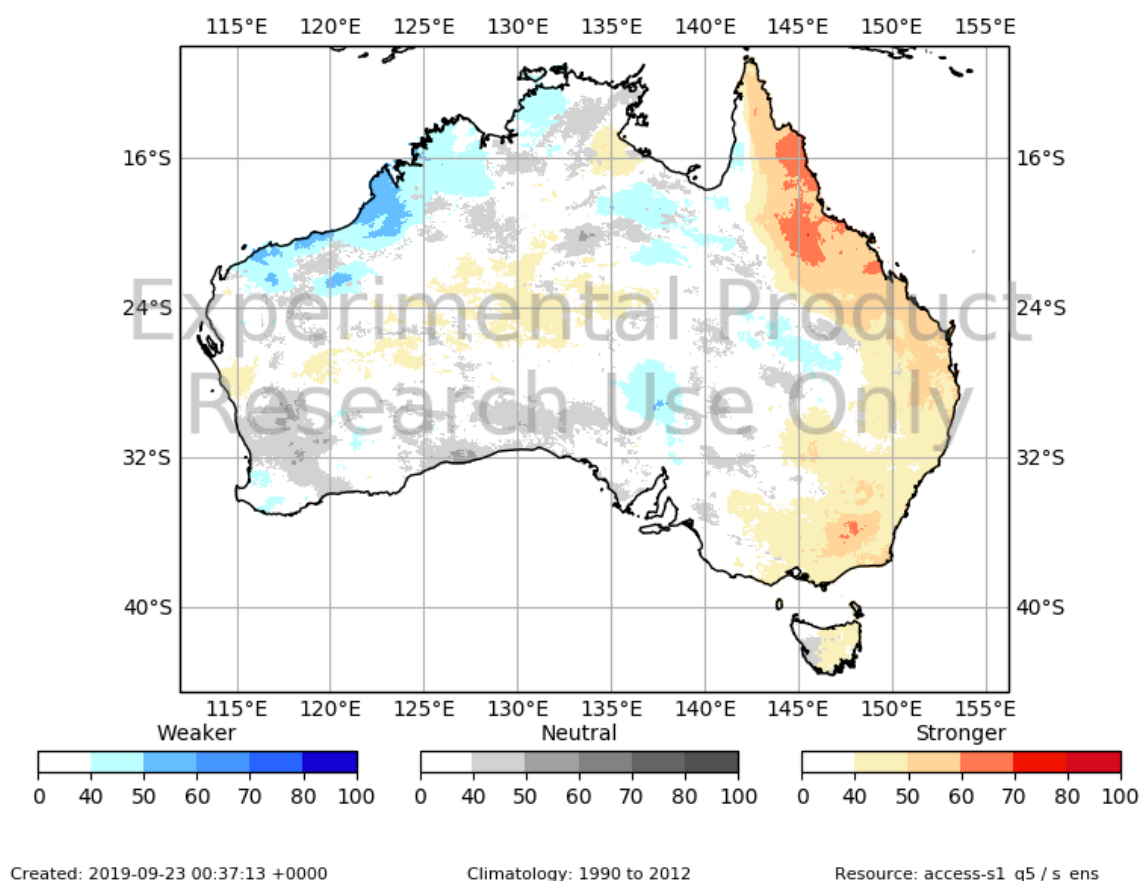 115°E 120°E 125°E 130°E 135°E 140°E 145°E 150°E 155°E
16°S 16°S
24°S 24°S
Experimental Product
Research Use Only
32°S 32°S
40°S 40°S
115°E 120°E 125°E 130°E 135°E 140°E 145°E 150°E 155°E
Weaker Neutral Stronger
0 40 50 60 70 80 100 0 40 50 60 70 80 100 0 40 50 60 70 80 100
Created: 2019-09-23 00:37:13 +0000 Climatology: 1990 to 2012 Resource: access-s1_g5 / s_ens